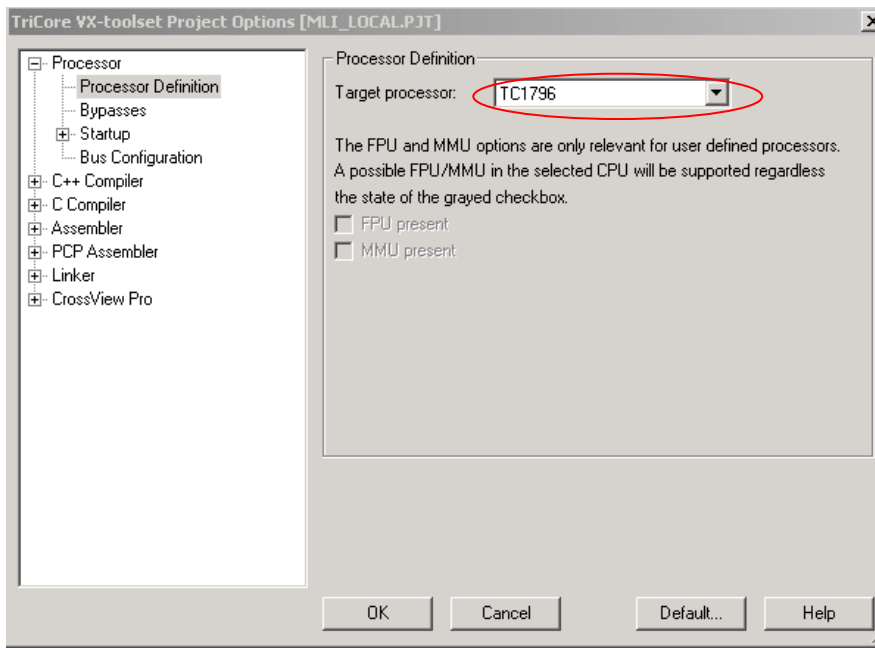 TriCore VX-toolset Project Options [MLI_LOCAL.PJT]
Processor
Processor Definition
Bypasses
Startup
Bus Configuration
C++ Compiler
C Compiler
Assembler
PCP Assembler
Linker
CrossView Pro
Processor Definition
Target processor: TC1796
The FPU and MMU options are only relevant for user defined processors.
A possible FPU/MMU in the selected CPU will be supported regardless
the state of the grayed checkbox.
FPU present
MMU present
OK Cancel Default... Help